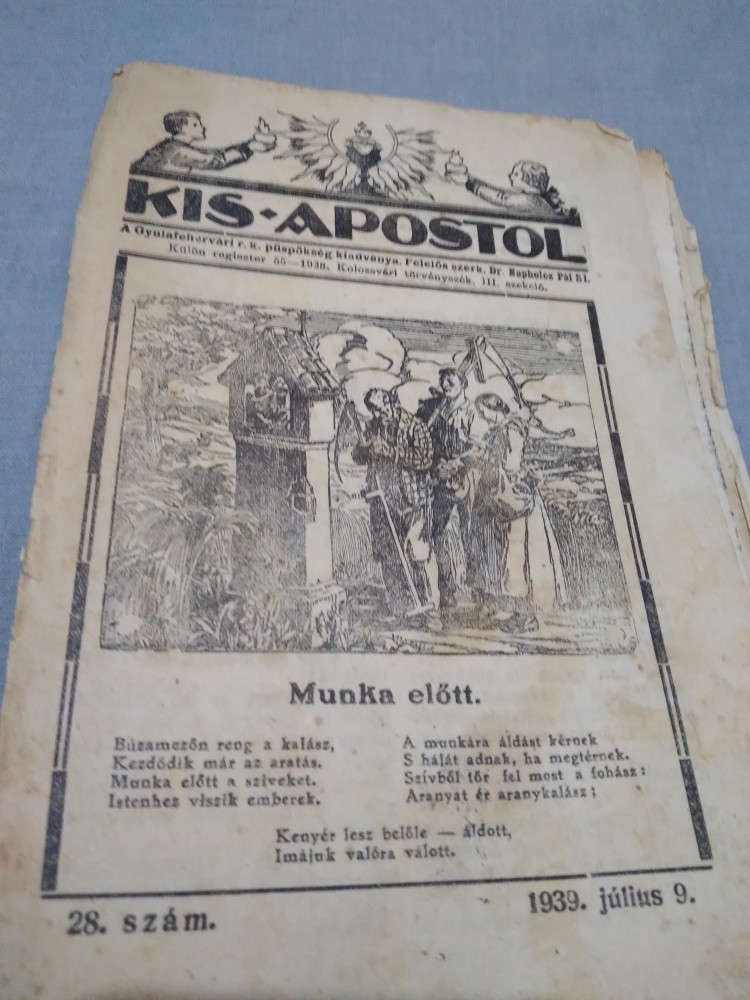 KIS-APOSTOL
A Gyulafehérvári r. k. püspökség kiadványa. Felelős szerk. Dr. Napholcz Pál SI.
Külön regiszter 55—1938. Kolozsvári törvényszék, III. szekció.
Munka előtt.
Búzamezőn reng a kalász,
Kezdődik már az aratás.
Munka előtt a sziveket.
Istenhez viszik emberek.
A munkára áldást kérnek
S hálát adnak, ha megtérnek.
Szívből tör fel most a fohász:
Aranyat ér aranykalász;
Kenyér lesz belőle — áldott,
Imájuk valóra válott.
28. szám.
1939. július 9.